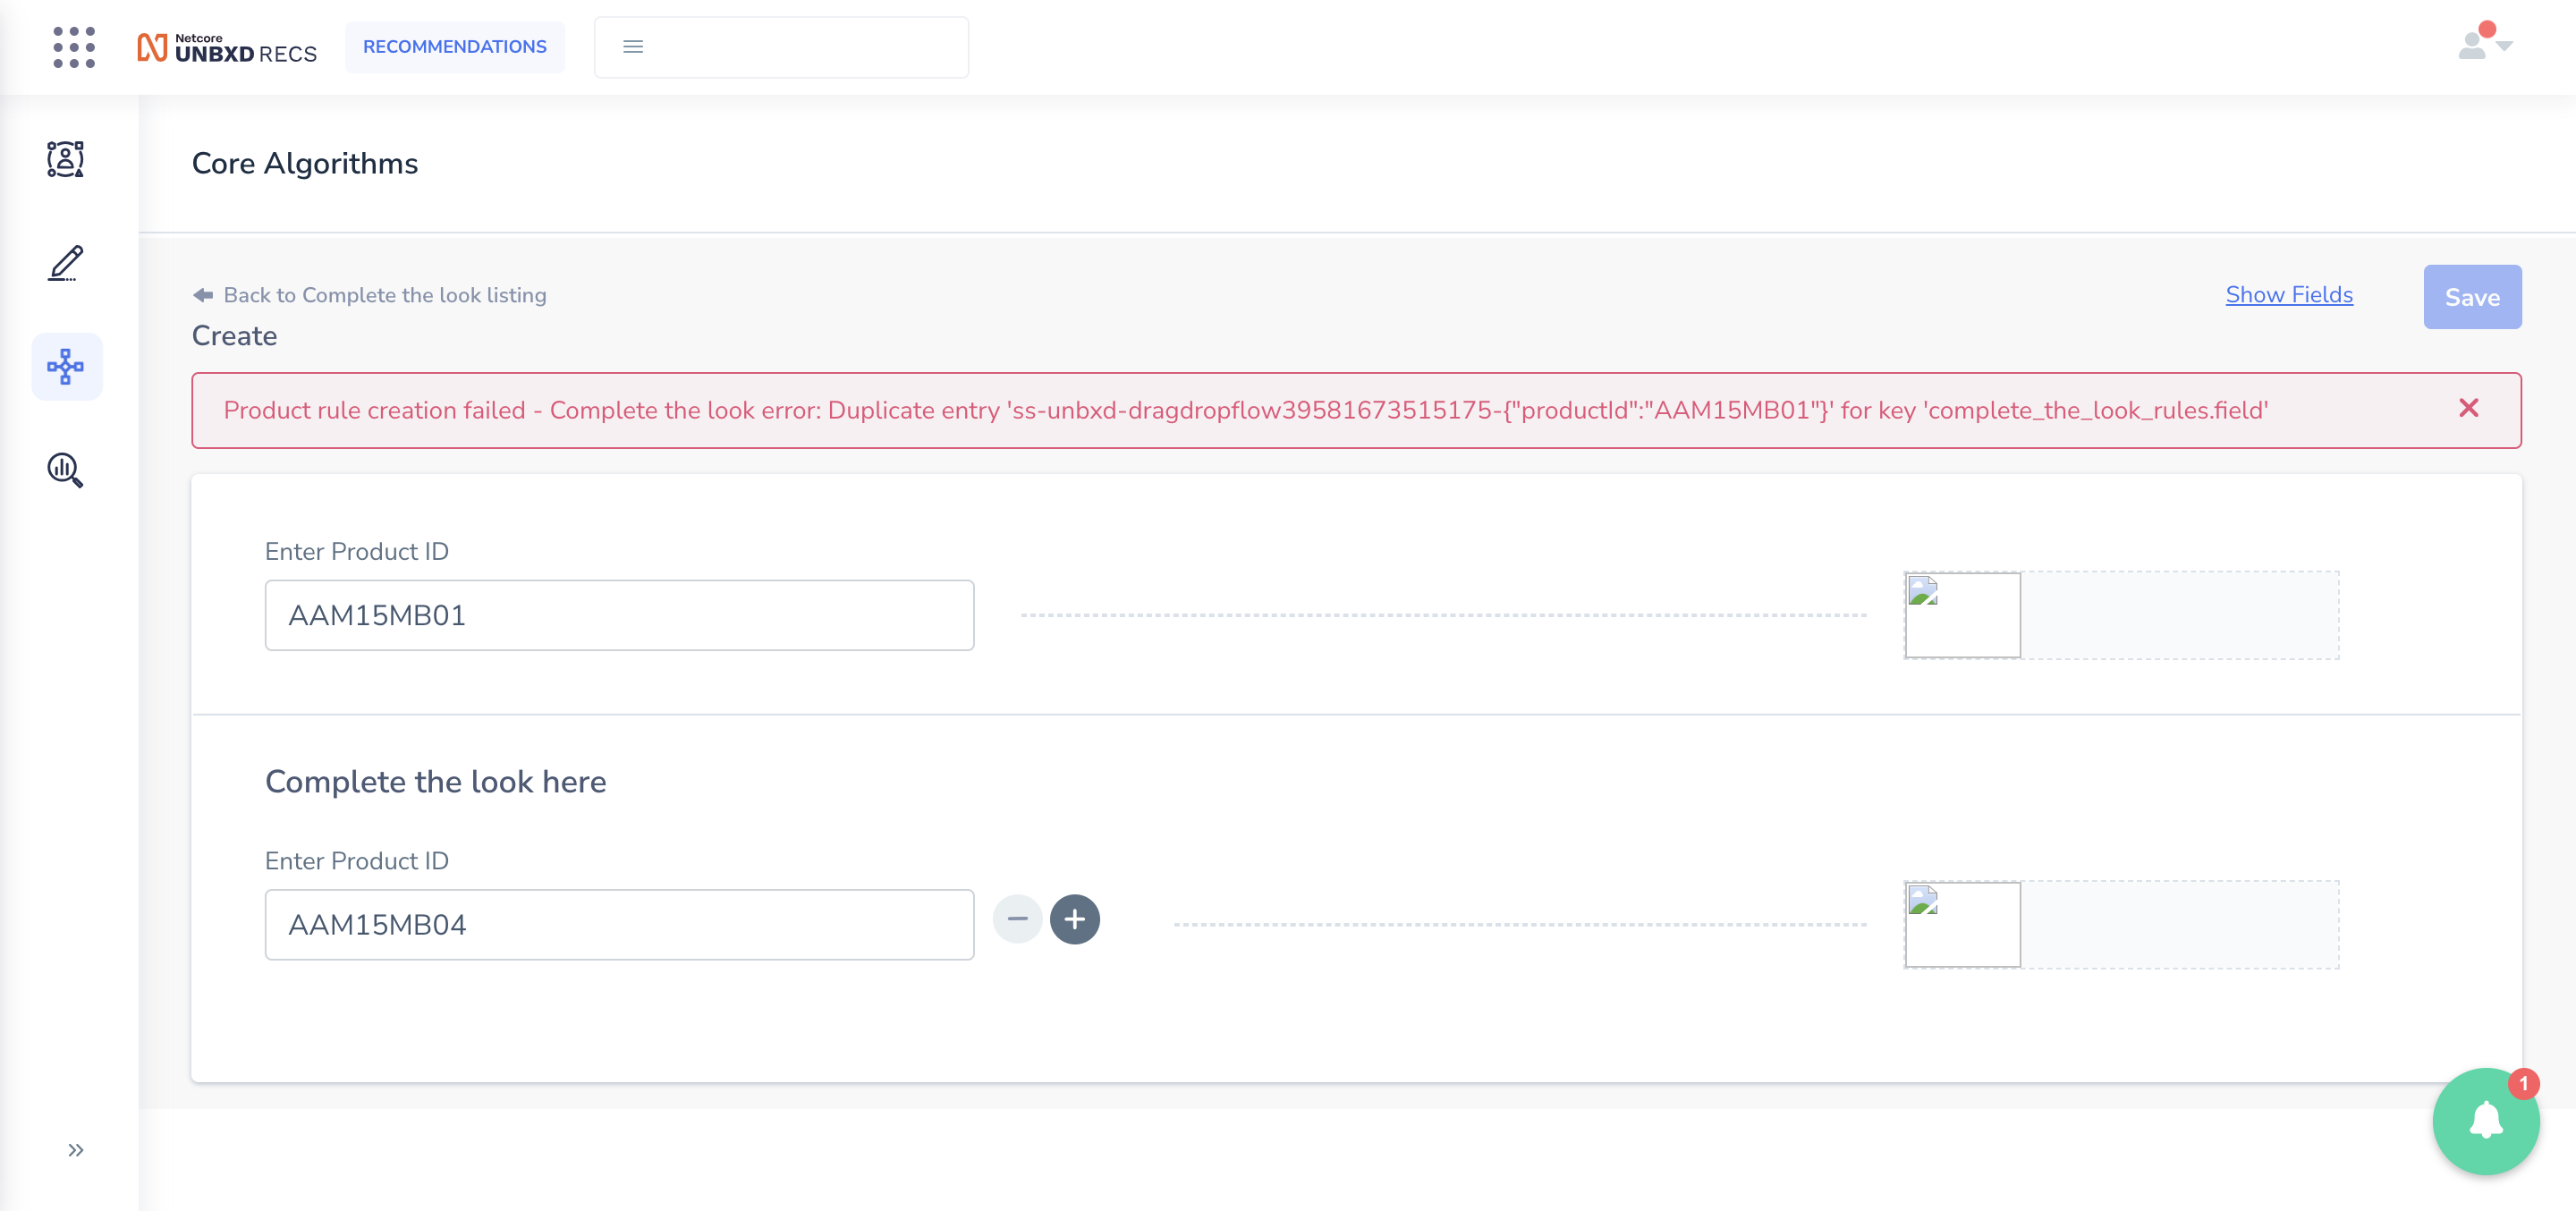 Netcore
UNBXD RECS
RECOMMENDATIONS
Core Algorithms
Back to Complete the look listing
Show Fields
Save
Create
Product rule creation failed - Complete the look error: Duplicate entry 'ss-unbxd-dragdropflow39581673515175-{"productId":"AAM15MB01"}' for key 'complete_the_look_rules.field'
Enter Product ID
AAM15MB01
Complete the look here
Enter Product ID
AAM15MB04
1